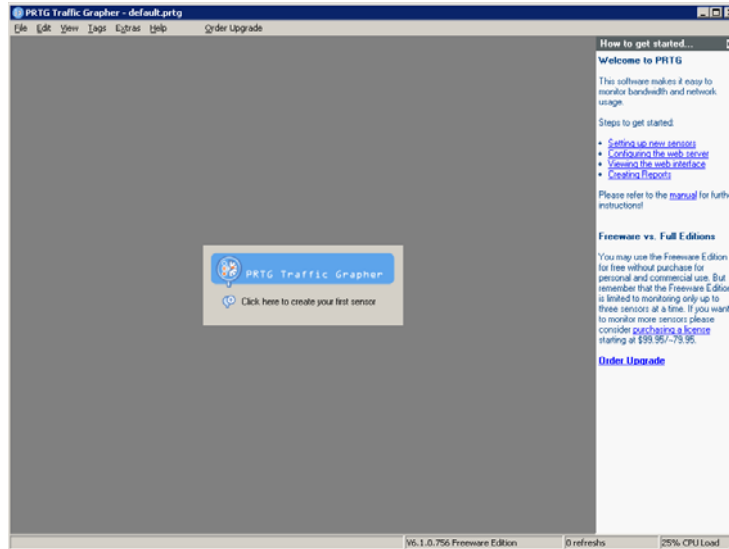 PRTG Traffic Grapher - default.prtg
File Edit View Tags Extras Help Order Upgrade
How to get started...
Welcome to PRTG
This software makes it easy to
monitor bandwidth and network
usage.
Steps to get started:
• Setting up new sensors
• Configuring the web server
• Viewing the web interface
• Creating Reports
Please refer to the manual for furthe
instructions!
Freeware vs. Full Editions
You may use the Freeware Edition
for free without purchase for
personal and commercial use. But
remember that the Freeware Edition
is limited to monitoring only up to
three sensors at a time. If you want
to monitor more sensors please
consider purchasing a license
starting at $99.95/~79.95.
Order Upgrade
PRTG Traffic Grapher
Click here to create your first sensor
V6.1.0.756 Freeware Edition 0 refreshs 25% CPU Load